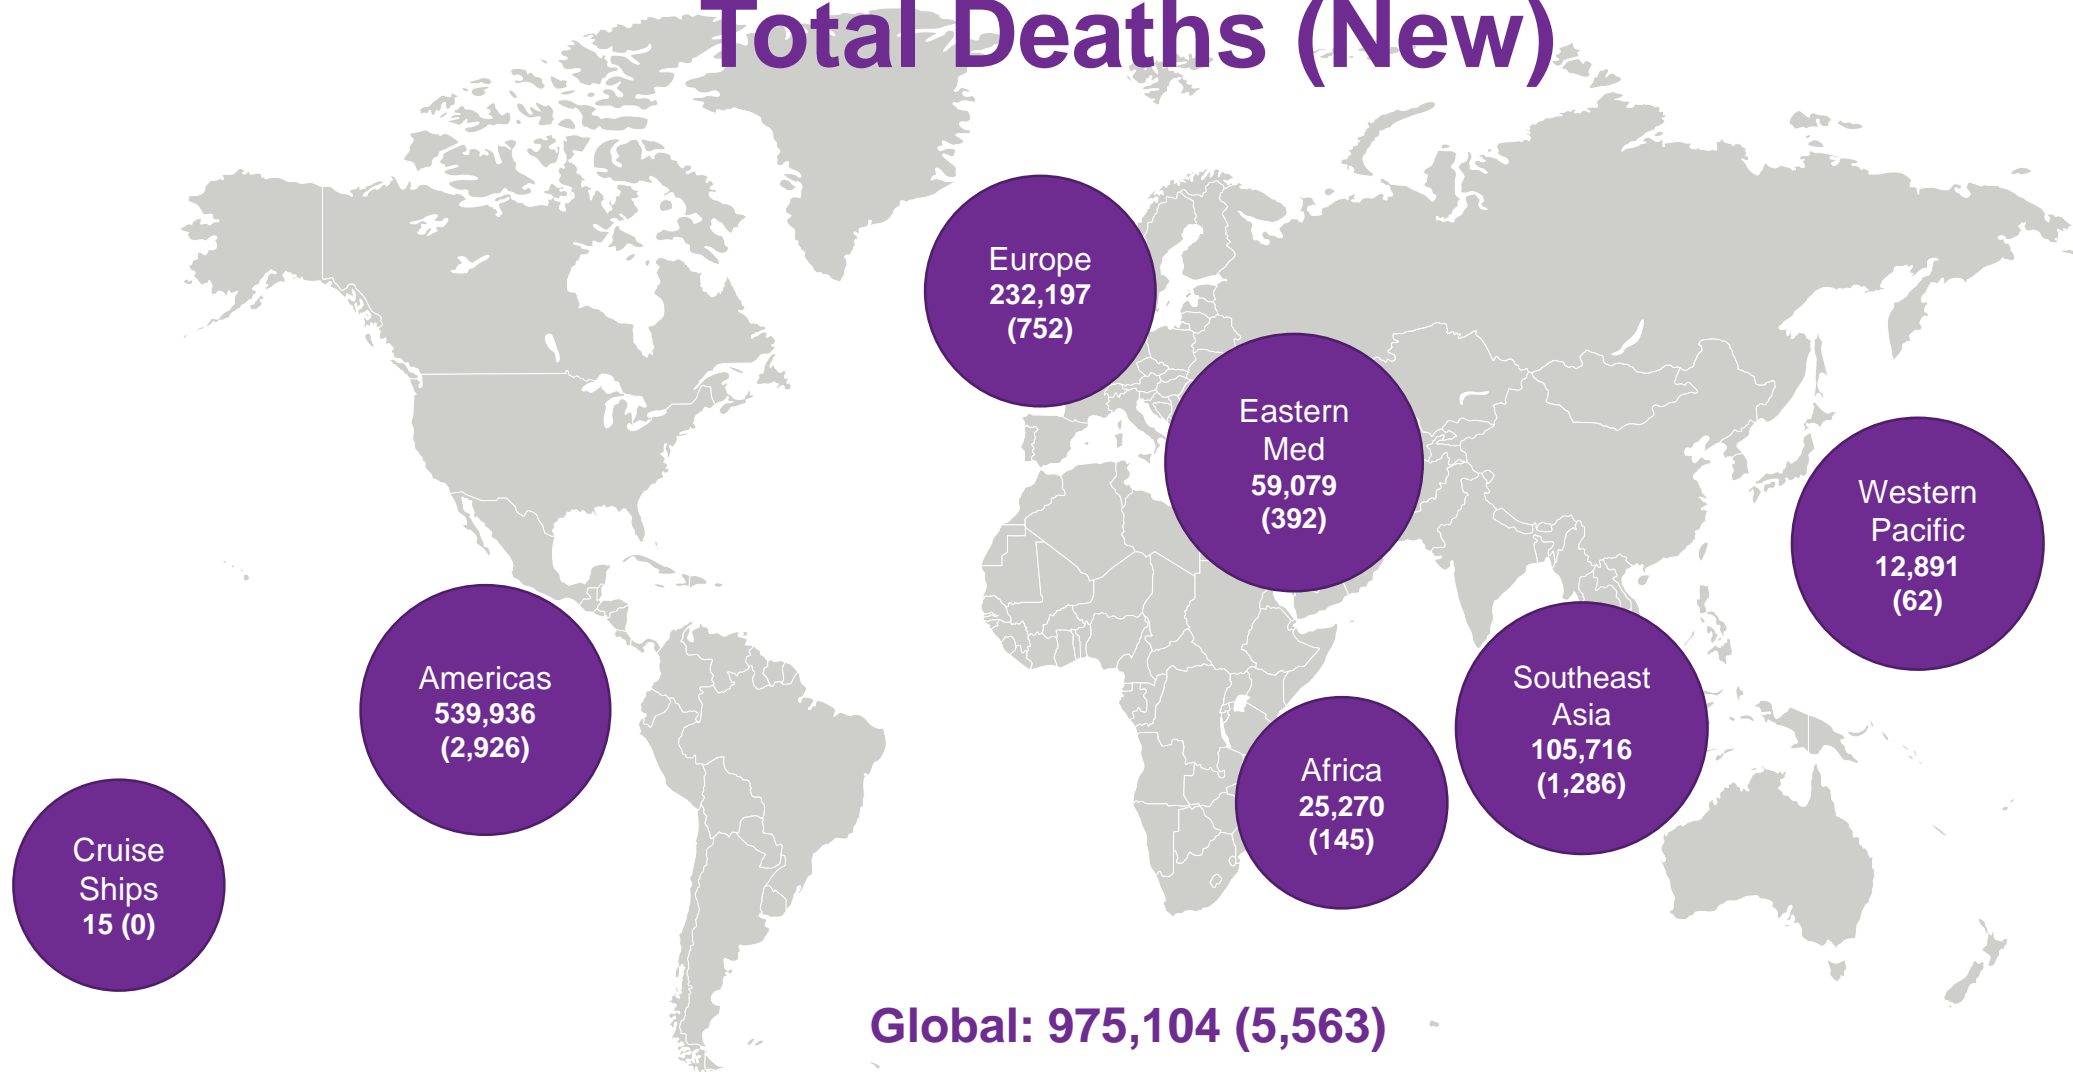 Total Deaths (New)
Europe
232,197
(752)
Eastern
Med
59,079
(392)
Western
Pacific
12,891
(62)
Americas
539,936
(2,926)
Southeast
Asia
105,716
(1,286)
Africa
25,270
(145)
Cruise
Ships
15 (0)
Global: 975,104 (5,563)